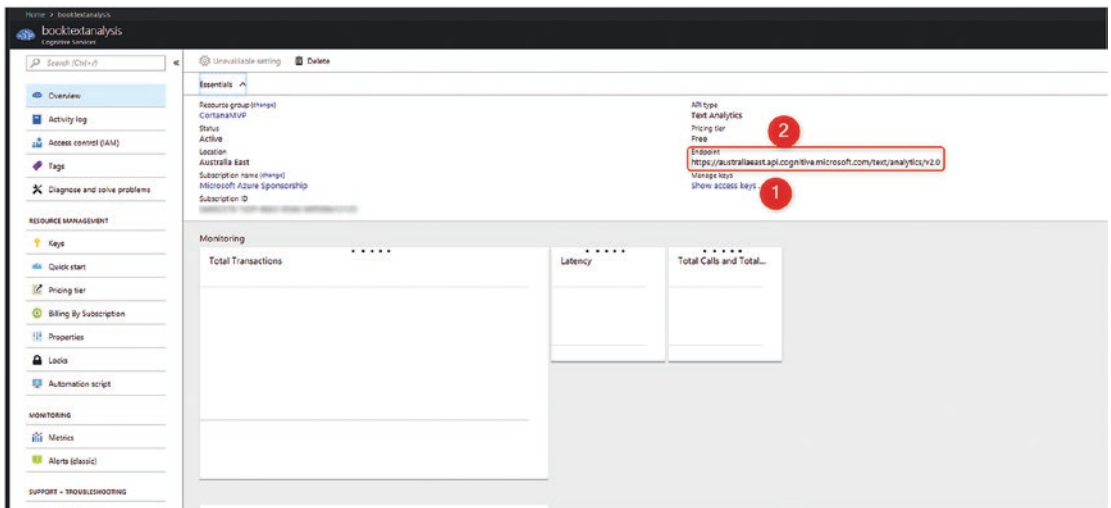 Home > booktextanalysis
booktextanalysis
Cognitive Services
Search (Ctrl+/)
Overview
Activity log
Access control (IAM)
Tags
Diagnose and solve problems
RESOURCE MANAGEMENT
Keys
Quick start
Pricing tier
Billing By Subscription
Properties
Locks
Automation script
MONITORING
Metrics
Alerts (classic)
SUPPORT + TROUBLESHOOTING
Unavailable setting Delete
Essentials
Resource group (change)
CortanaMVP
Status
Active
Location
Australia East
Subscription name (change)
Microsoft Azure Sponsorship
Subscription ID
API type
Text Analytics
Pricing tier
Free
2
Endpoint
https://australiaeast.api.cognitive.microsoft.com/text/analytics/v2.0
Manage keys
Show access keys ...
1
Monitoring
Total Transactions
Latency
Total Calls and Total...